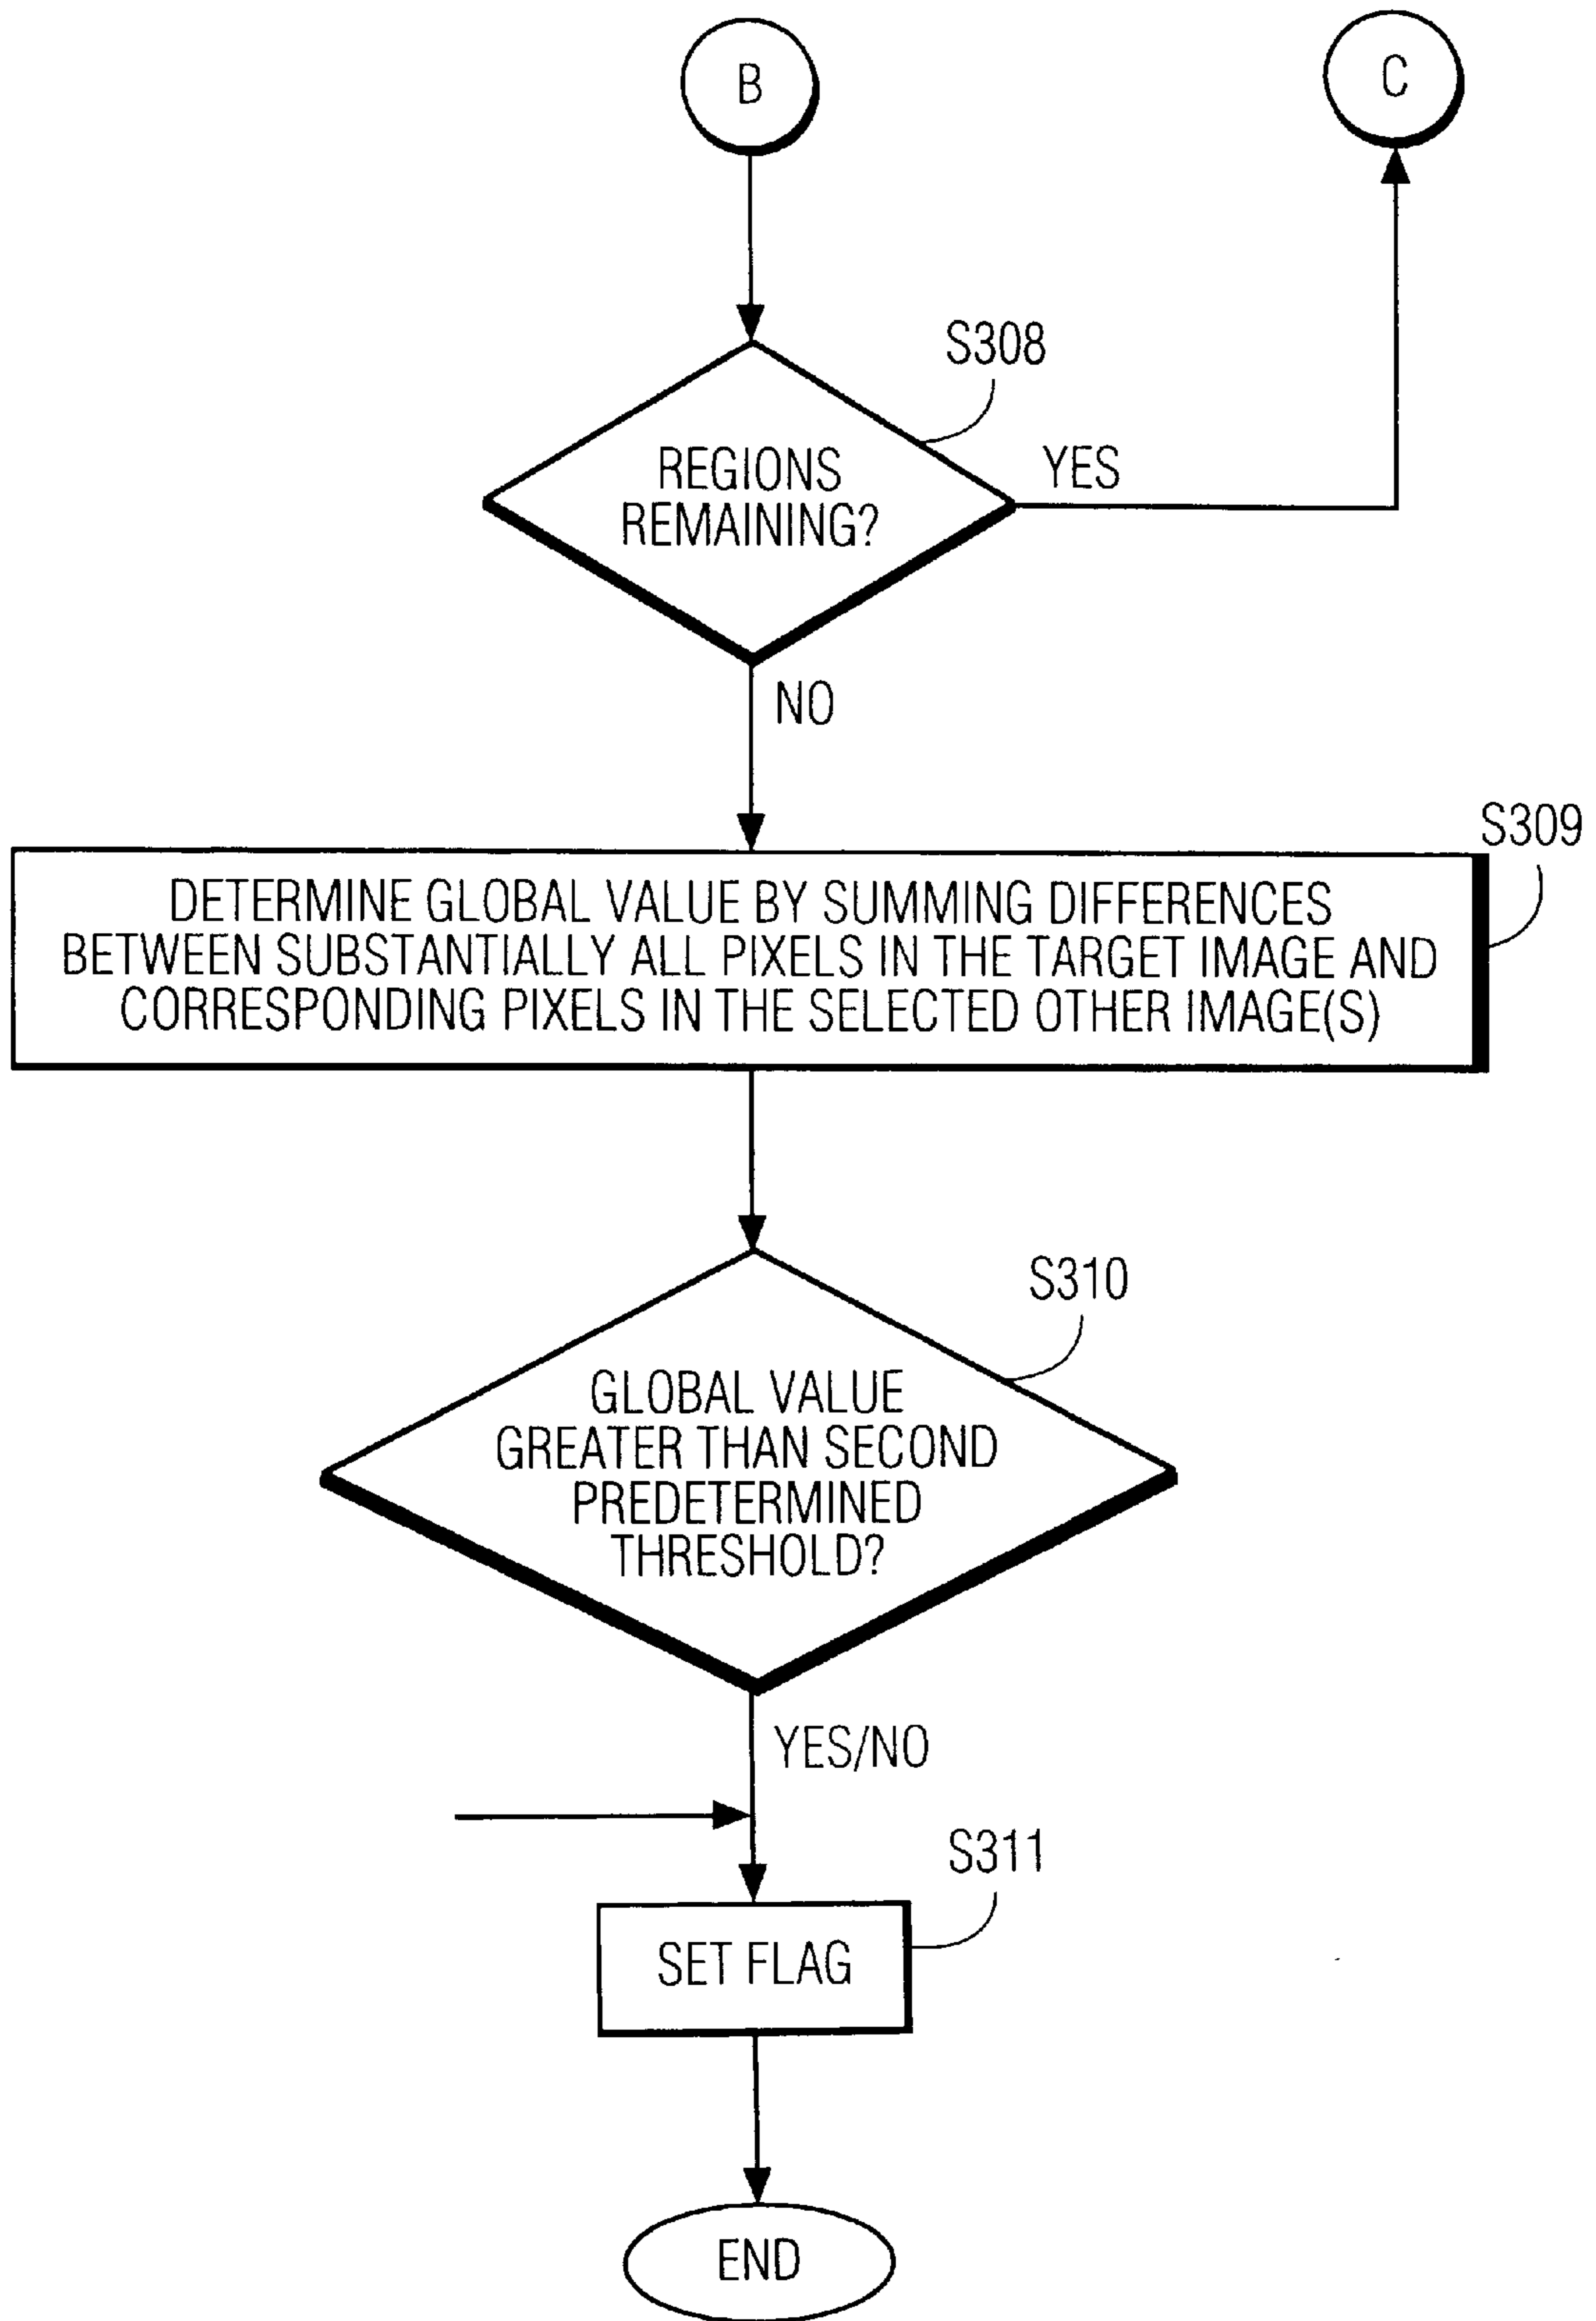 B
C
S308
REGIONS
REMAINING?
YES
NO
S309
DETERMINE GLOBAL VALUE BY SUMMING DIFFERENCES
BETWEEN SUBSTANTIALLY ALL PIXELS IN THE TARGET IMAGE AND
CORRESPONDING PIXELS IN THE SELECTED OTHER IMAGE(S)
S310
GLOBAL VALUE
GREATER THAN SECOND
PREDETERMINED
THRESHOLD?
YES/NO
S311
SET FLAG
END